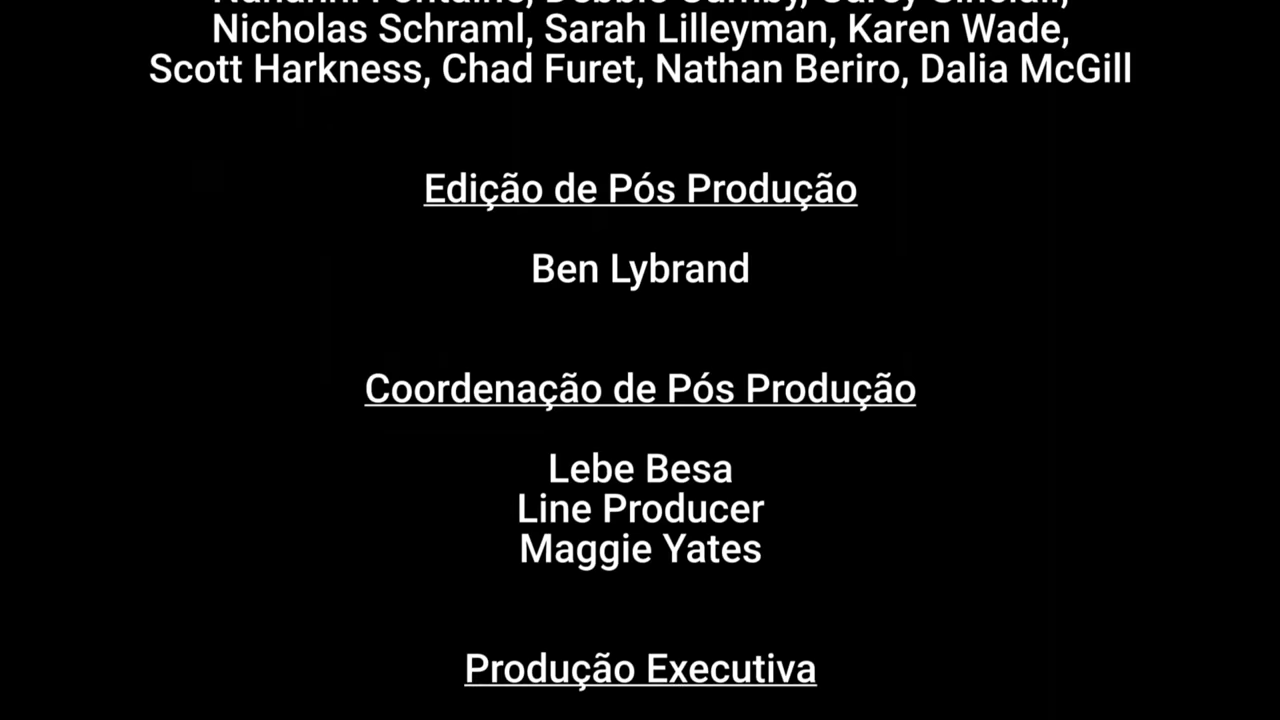 Nicholas Schraml, Sarah Lilleyman, Karen Wade,
Scott Harkness, Chad Furet, Nathan Beriro, Dalia McGill
Edição de Pós Produção
Ben Lybrand
Coordenação de Pós Produção
Lebe Besa
Line Producer
Maggie Yates
Produção Executiva